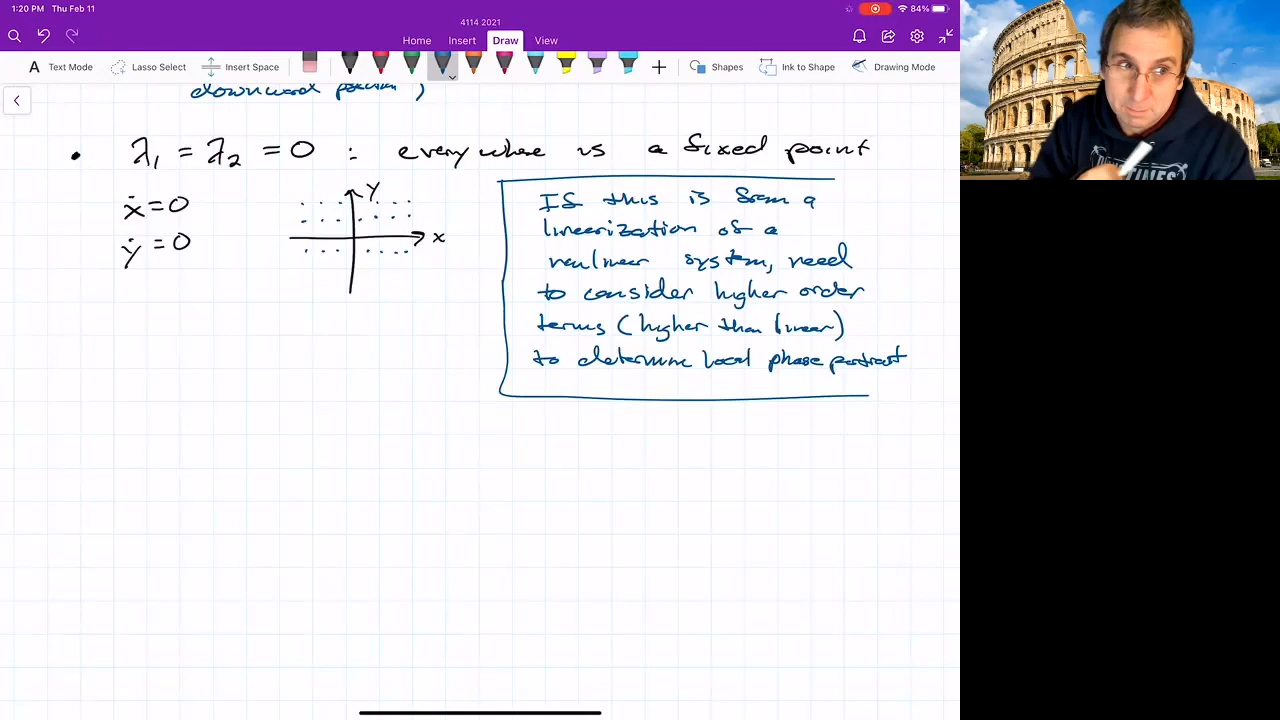 1:20 PM Thu Feb 11
84%
4114 2021
Home Insert Draw View
A Text Mode Lasso Select Insert Space Shapes Ink to Shape Drawing Mode
downward
• λ₁ = λ₂ = 0 : everywhere is a fixed point
ẋ = 0
ẏ = 0
Y
x
If this is from a
linearization of a
nonlinear system, need
to consider higher order
terms (higher than linear)
to determine local phase portrait